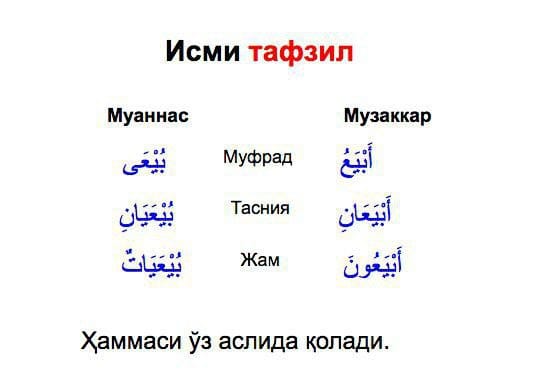 Исми тафзил
Муаннас Музаккар
بُيْعَى Муфрад أَبْيَعُ
بُيْعَيَانِ Тасния أَبْيَعَانِ
بُيْعَيَاتٌ Жам أَبْيَعُونَ
Ҳаммаси ўз аслида қолади.